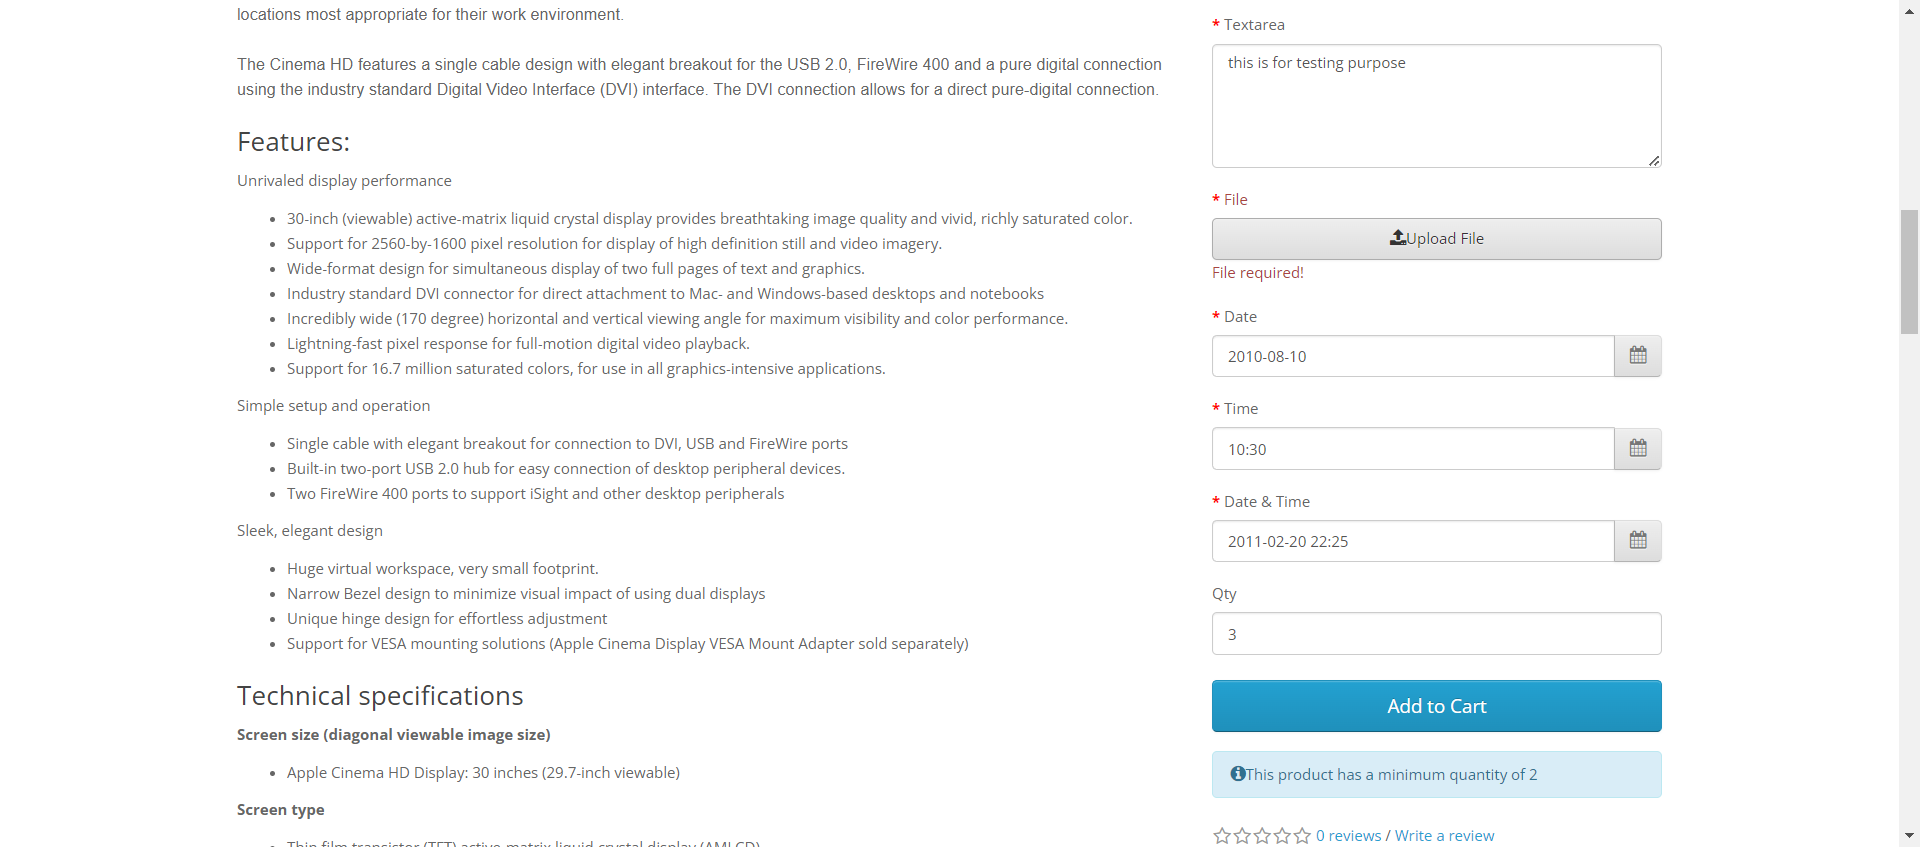 locations most appropriate for their work environment.
The Cinema HD features a single cable design with elegant breakout for the USB 2.0, FireWire 400 and a pure digital connection
using the industry standard Digital Video Interface (DVI) interface. The DVI connection allows for a direct pure-digital connection.
Features:
Unrivaled display performance
30-inch (viewable) active-matrix liquid crystal display provides breathtaking image quality and vivid, richly saturated color.
Support for 2560-by-1600 pixel resolution for display of high definition still and video imagery.
Wide-format design for simultaneous display of two full pages of text and graphics.
Industry standard DVI connector for direct attachment to Mac- and Windows-based desktops and notebooks
Incredibly wide (170 degree) horizontal and vertical viewing angle for maximum visibility and color performance.
Lightning-fast pixel response for full-motion digital video playback.
Support for 16.7 million saturated colors, for use in all graphics-intensive applications.
Simple setup and operation
Single cable with elegant breakout for connection to DVI, USB and FireWire ports
Built-in two-port USB 2.0 hub for easy connection of desktop peripheral devices.
Two FireWire 400 ports to support iSight and other desktop peripherals
Sleek, elegant design
Huge virtual workspace, very small footprint.
Narrow Bezel design to minimize visual impact of using dual displays
Unique hinge design for effortless adjustment
Support for VESA mounting solutions (Apple Cinema Display VESA Mount Adapter sold separately)
Technical specifications
Screen size (diagonal viewable image size)
Apple Cinema HD Display: 30 inches (29.7-inch viewable)
Screen type
Thin film transistor (TFT) active-matrix liquid crystal display (AMLCD)
* Textarea
this is for testing purpose
* File
Upload File
File required!
* Date
2010-08-10
* Time
10:30
* Date & Time
2011-02-20 22:25
Qty
3
Add to Cart
This product has a minimum quantity of 2
0 reviews / Write a review